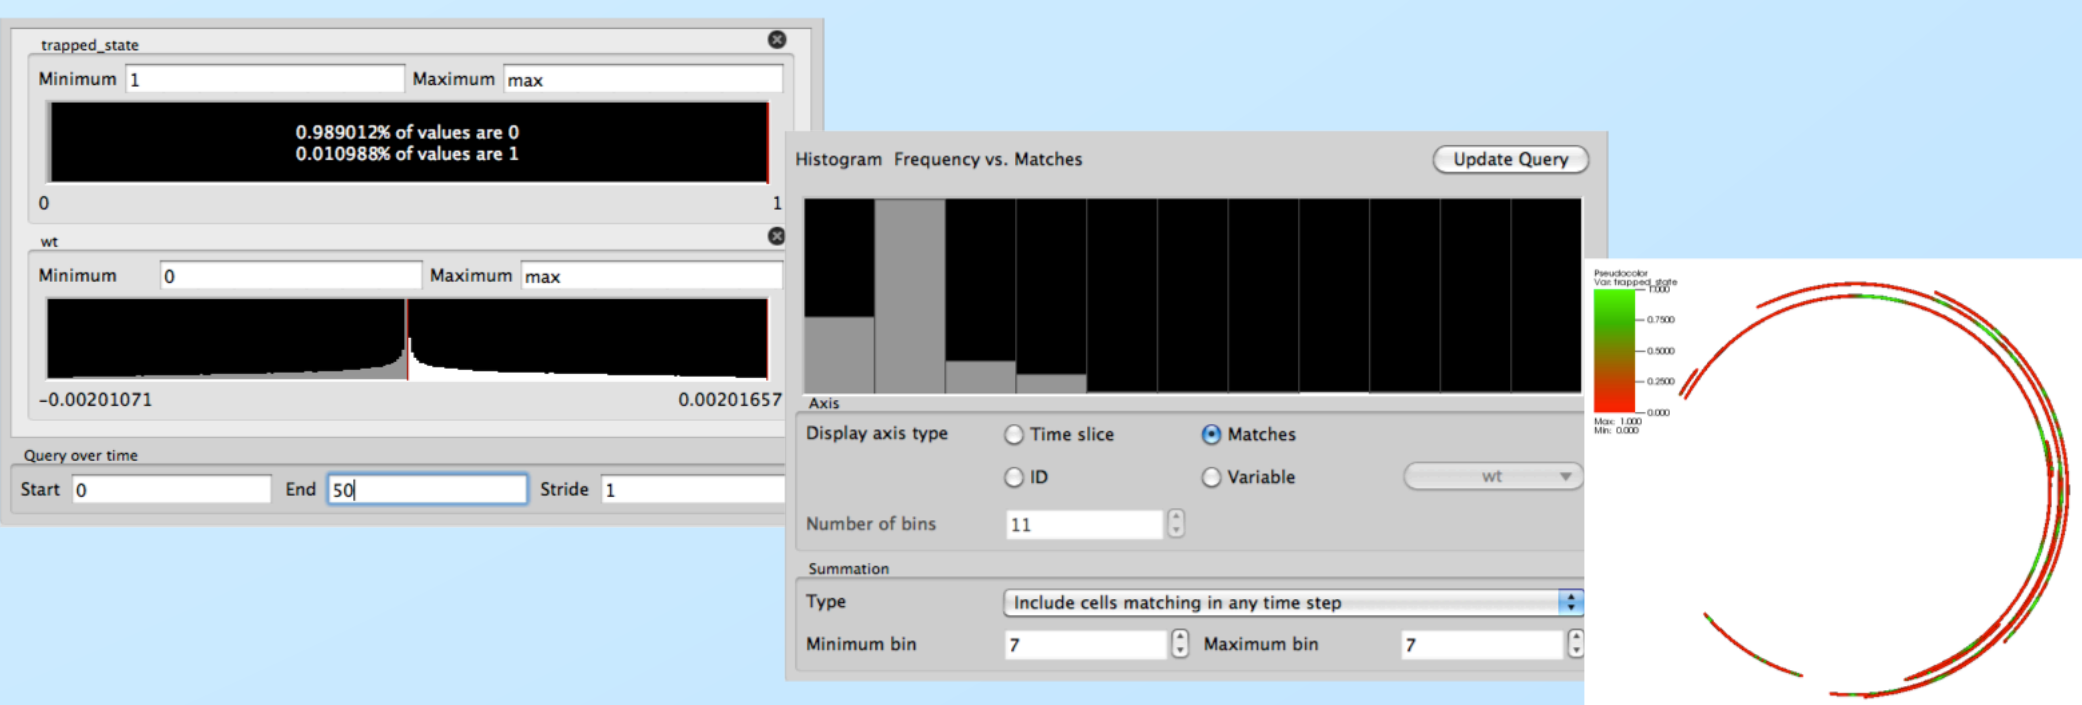 trapped_state
Minimum 1 Maximum max
0.989012% of values are 0
0.010988% of values are 1
0 1
wt
Minimum 0 Maximum max
-0.00201071 0.00201657
Query over time
Start 0 End 50 Stride 1
Histogram Frequency vs. Matches Update Query
Axis
Display axis type Time slice Matches
ID Variable wt
Number of bins 11
Summation
Type Include cells matching in any time step
Minimum bin 7 Maximum bin 7
Pseudocolor
Var: trapped_state
1.000
0.7500
0.5000
0.2500
0.000
Max: 1.000
Min: 0.000